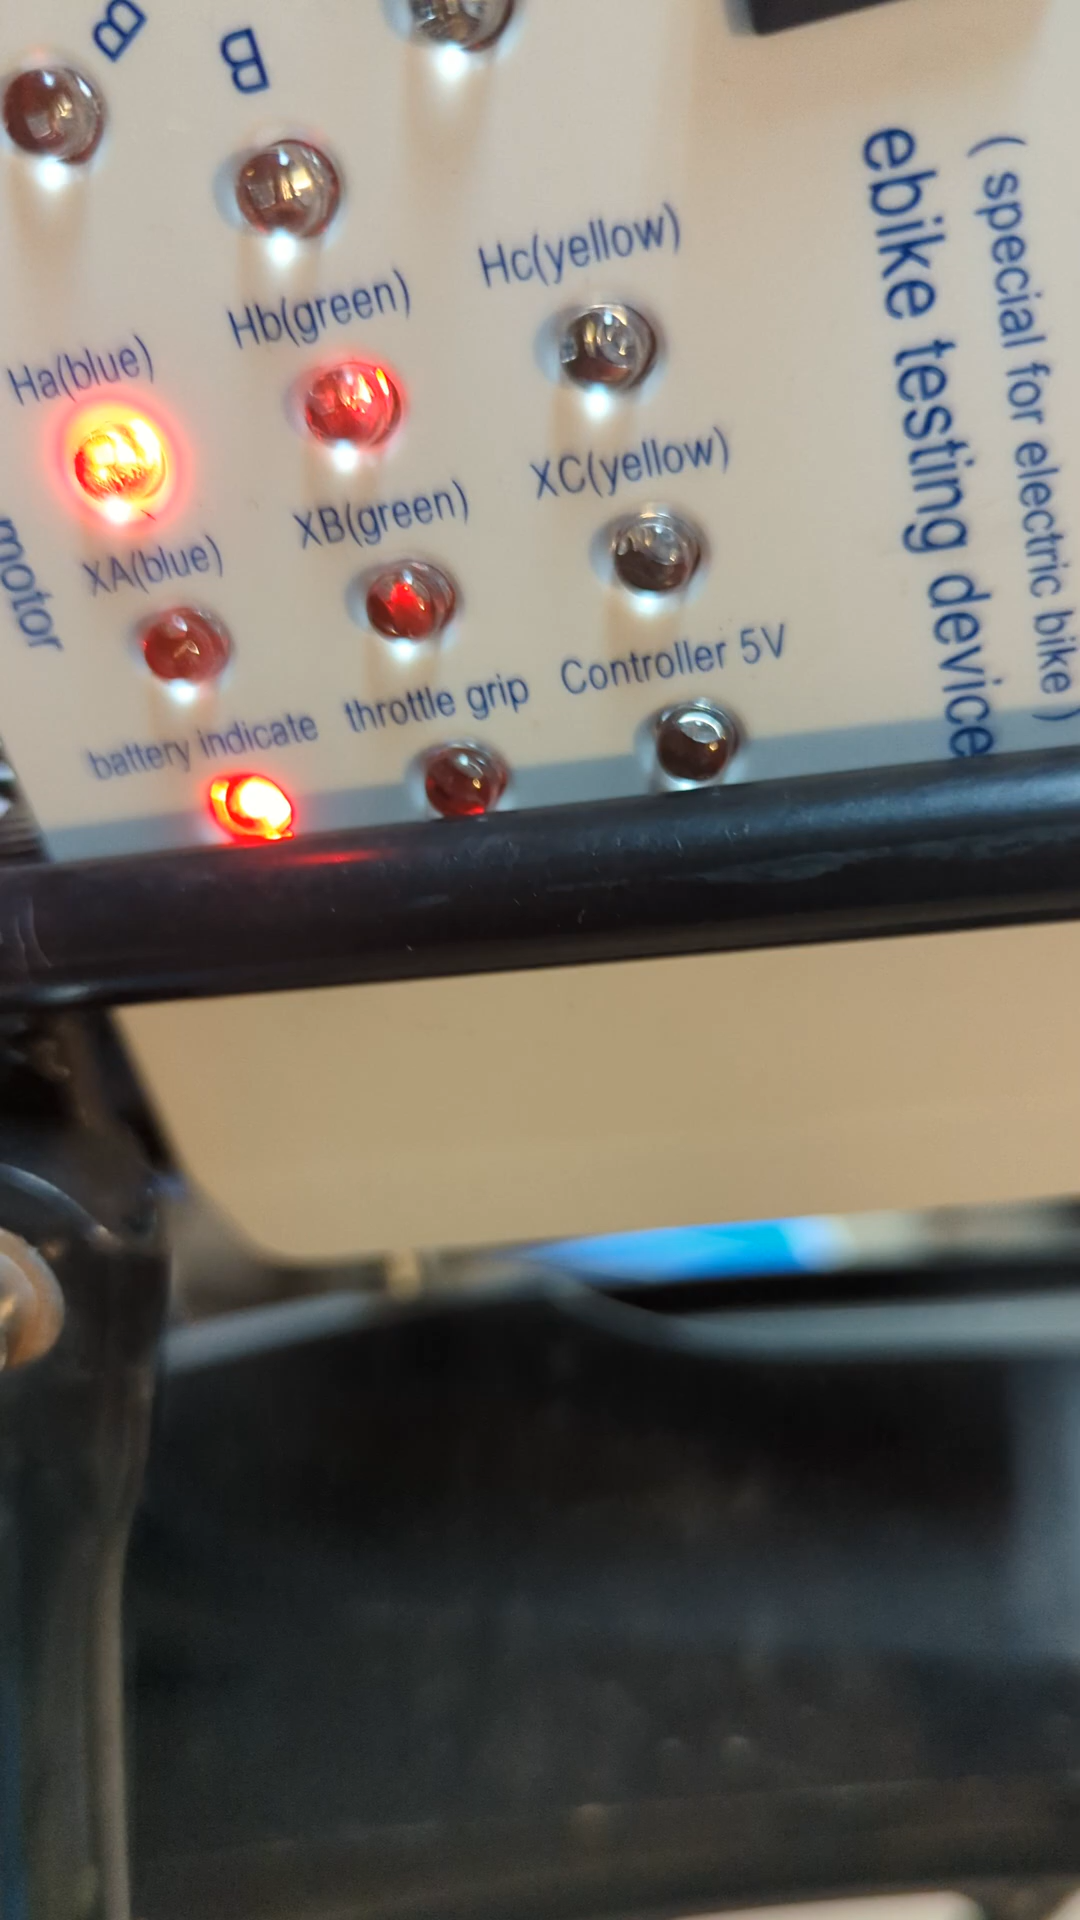 B
B
Ha(blue)
Hb(green)
Hc(yellow)
XA(blue)
XB(green)
XC(yellow)
battery indicate
throttle grip
Controller 5V
motor
( special for electric bike )
ebike testing device